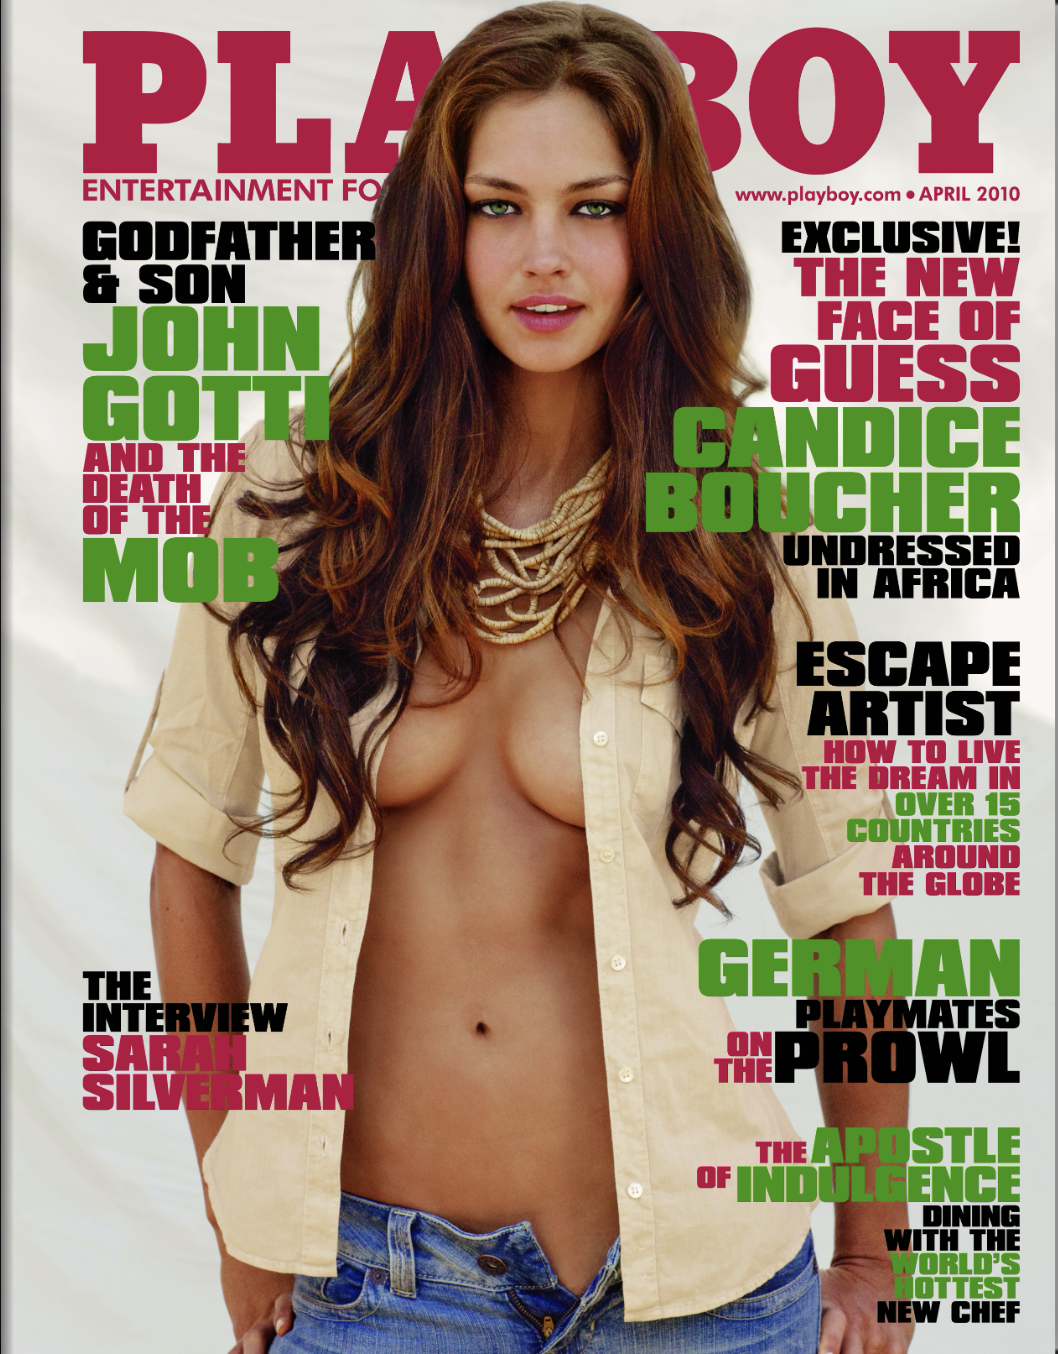 PLAYBOY
ENTERTAINMENT FO
www.playboy.com • APRIL 2010
GODFATHER
& SON
JOHN
GOTTI
AND THE
DEATH
OF THE
MOB
THE
INTERVIEW
SARAH
SILVERMAN
EXCLUSIVE!
THE NEW
FACE OF
GUESS
CANDICE
BOUCHER
UNDRESSED
IN AFRICA
ESCAPE
ARTIST
HOW TO LIVE
THE DREAM IN
OVER 15
COUNTRIES
AROUND
THE GLOBE
GERMAN
PLAYMATES
ON THE PROWL
THE APOSTLE
OF INDULGENCE
DINING
WITH THE
WORLD'S
HOTTEST
NEW CHEF